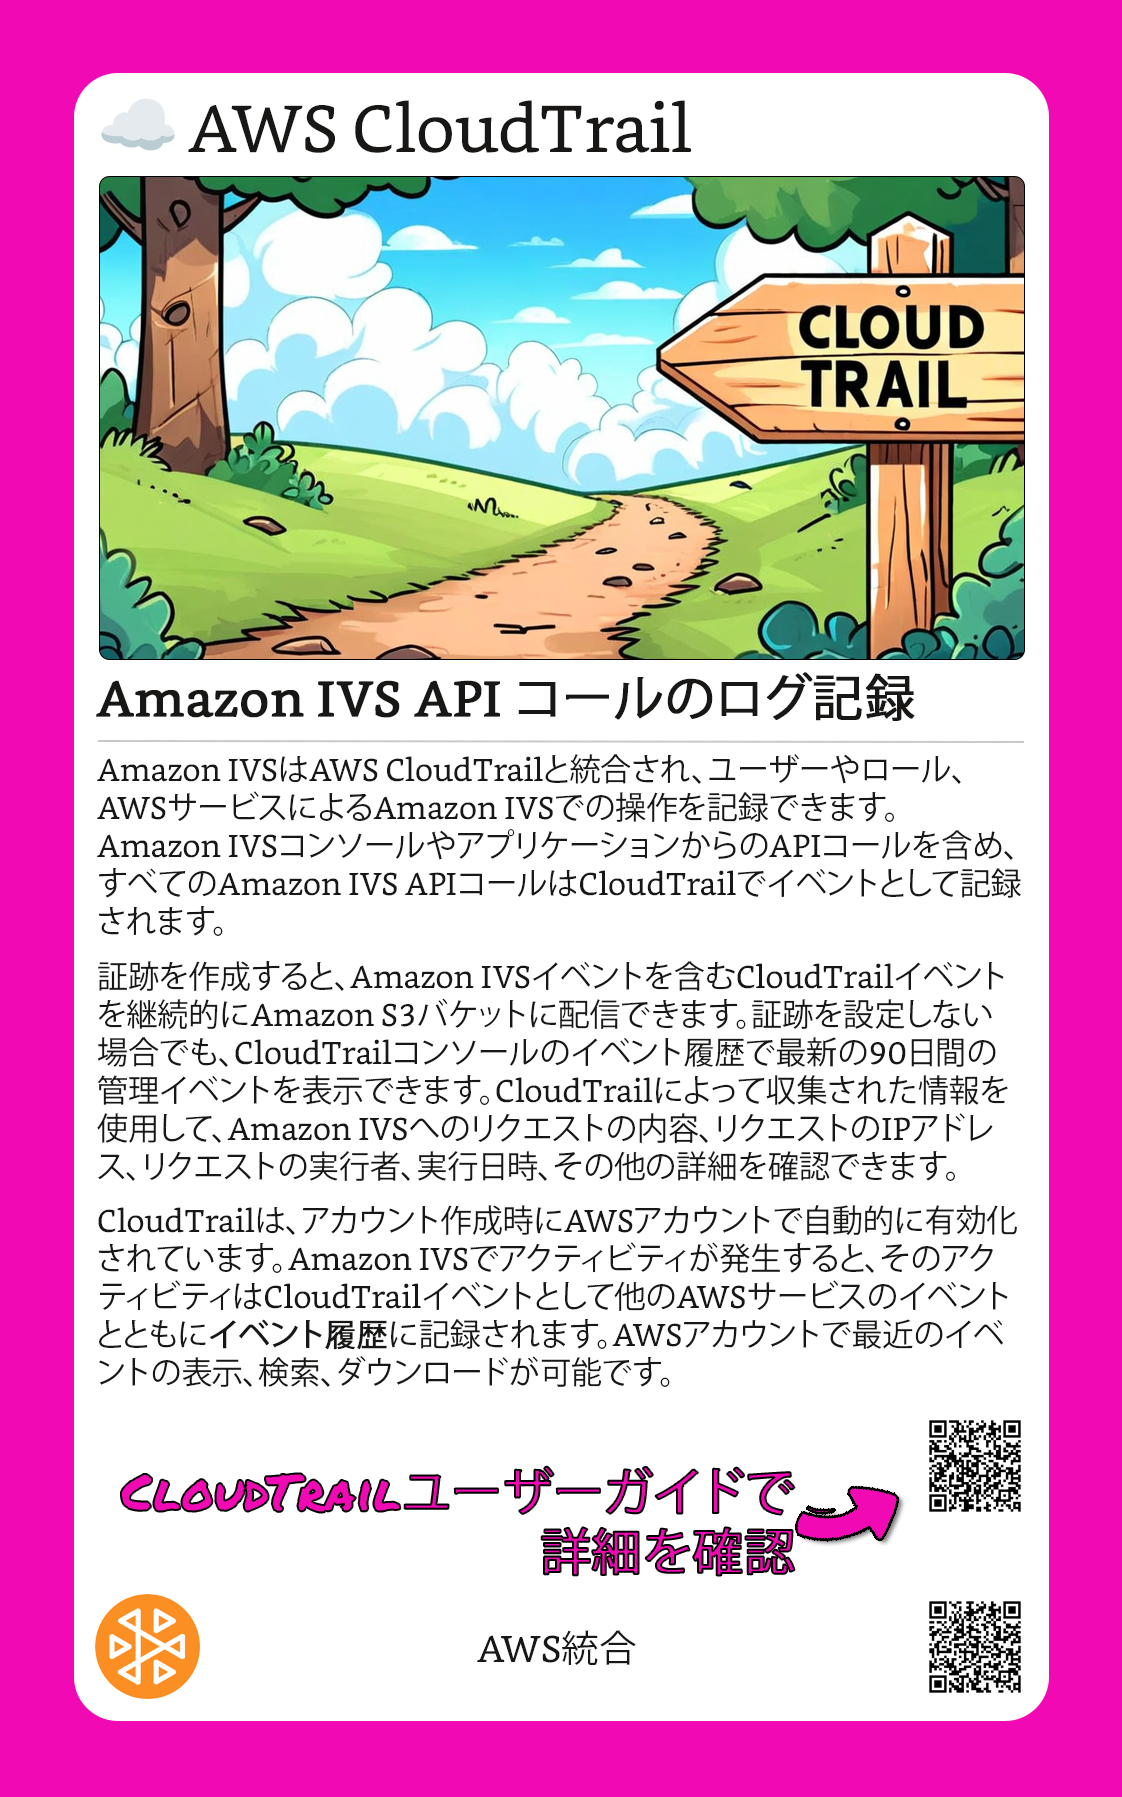 AWS CloudTrail
CLOUD
TRAIL
Amazon IVS API コールのログ記録
Amazon IVSはAWS CloudTrailと統合され、ユーザーやロール、
AWSサービスによるAmazon IVSでの操作を記録できます。
Amazon IVSコンソールやアプリケーションからのAPIコールを含め、
すべてのAmazon IVS APIコールはCloudTrailでイベントとして記録
されます。
証跡を作成すると、Amazon IVSイベントを含むCloudTrailイベント
を継続的にAmazon S3バケットに配信できます。証跡を設定しない
場合でも、CloudTrailコンソールのイベント履歴で最新の90日間の
管理イベントを表示できます。CloudTrailによって収集された情報を
使用して、Amazon IVSへのリクエストの内容、リクエストのIPアドレ
ス、リクエストの実行者、実行日時、その他の詳細を確認できます。
CloudTrailは、アカウント作成時にAWSアカウントで自動的に有効化
されています。Amazon IVSでアクティビティが発生すると、そのアク
ティビティはCloudTrailイベントとして他のAWSサービスのイベント
とともにイベント履歴に記録されます。AWSアカウントで最近のイベ
ントの表示、検索、ダウンロードが可能です。
CloudTrailユーザーガイドで
詳細を確認
AWS統合